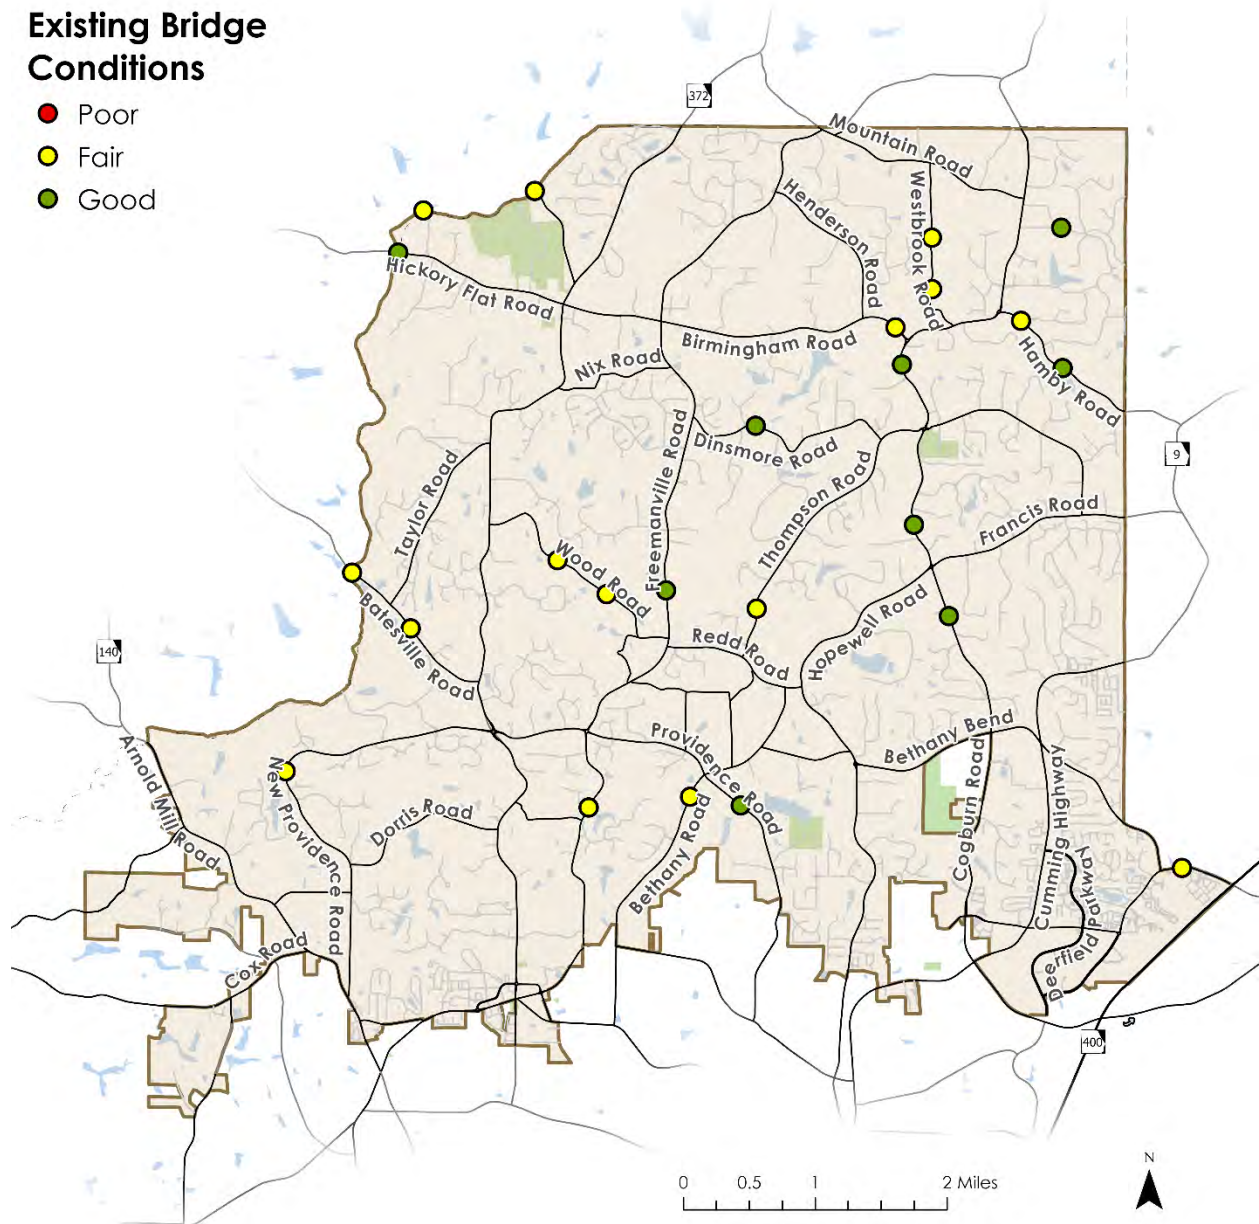 Existing Bridge
Conditions
Poor
Fair
Good
372
Mountain Road
Henderson Road
Westbrook Road
Hickory Flat Road
Birmingham Road
Nix Road
Hamby Road
Dinsmore Road
Freemanville Road
Taylor Road
Thompson Road
9
Francis Road
Wood Road
Batesville Road
Redd Road
Hopewell Road
140
Arnold Mill Road
New Providence Road
Providence Road
Bethany Bend
Dorris Road
Bethany Road
Cogburn Road
Cumming Highway
Deerfield Parkway
Cox Road
400
N
0 0.5 1 2 Miles